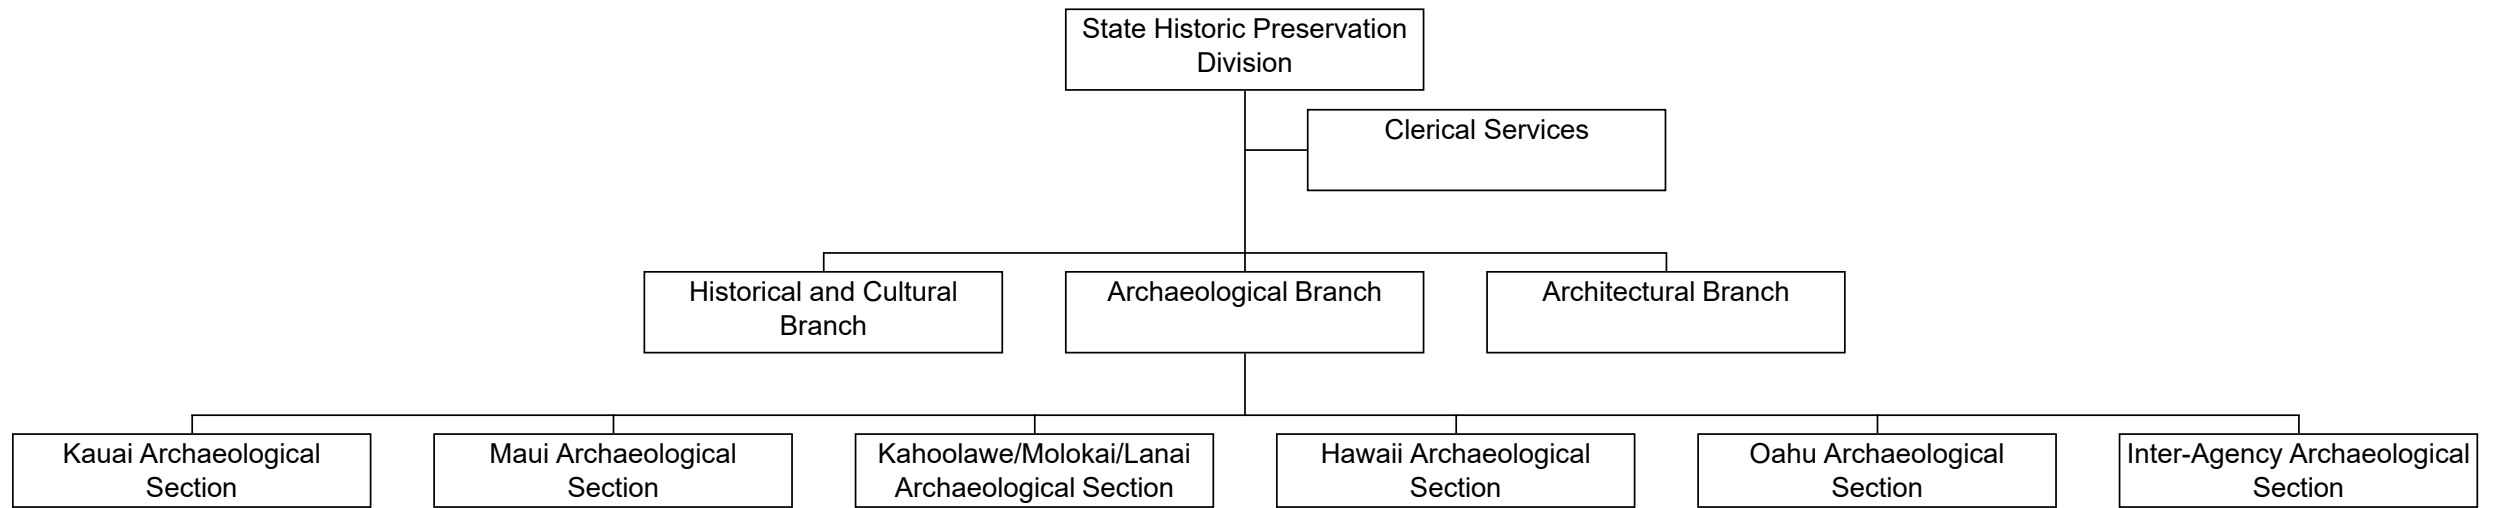 State Historic Preservation
Division
Clerical Services
Historical and Cultural
Branch
Archaeological Branch
Architectural Branch
Kauai Archaeological
Section
Maui Archaeological
Section
Kahoolawe/Molokai/Lanai
Archaeological Section
Hawaii Archaeological
Section
Oahu Archaeological
Section
Inter-Agency Archaeological
Section